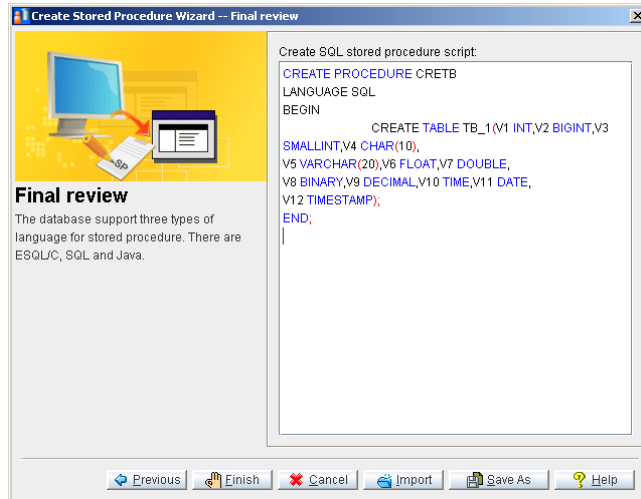 Create Stored Procedure Wizard -- Final review
Create SQL stored procedure script:
CREATE PROCEDURE CRETB
LANGUAGE SQL
BEGIN
CREATE TABLE TB_1(V1 INT,V2 BIGINT,V3
SMALLINT,V4 CHAR(10),
V5 VARCHAR(20),V6 FLOAT,V7 DOUBLE,
V8 BINARY,V9 DECIMAL,V10 TIME,V11 DATE,
V12 TIMESTAMP);
END;
SP
Final review
The database support three types of
language for stored procedure. There are
ESQL/C, SQL and Java.
Previous
Finish
Cancel
Import
Save As
Help